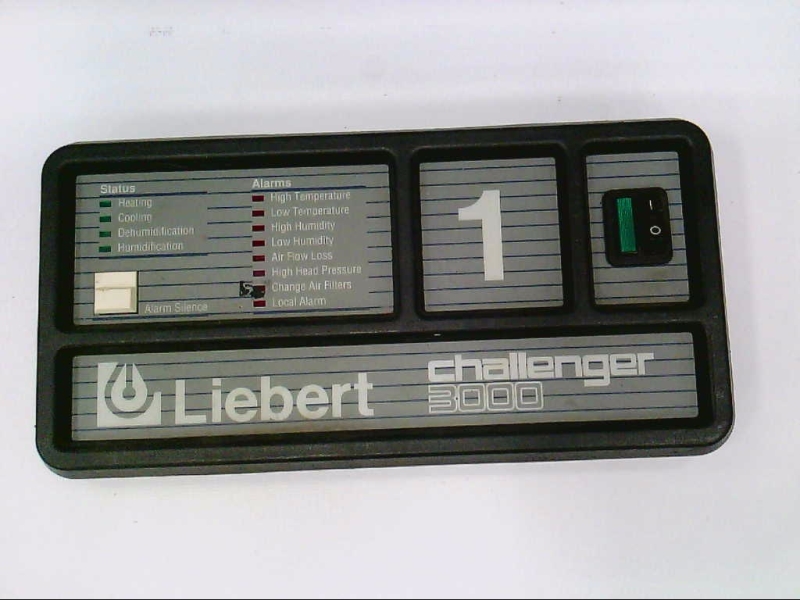 Status
Heating
Cooling
Dehumidification
Humidification
Alarm Silence
Alarms
High Temperature
Low Temperature
High Humidity
Low Humidity
Air Flow Loss
High Head Pressure
Change Air Filters
Local Alarm
1
Liebert
challenger
3000